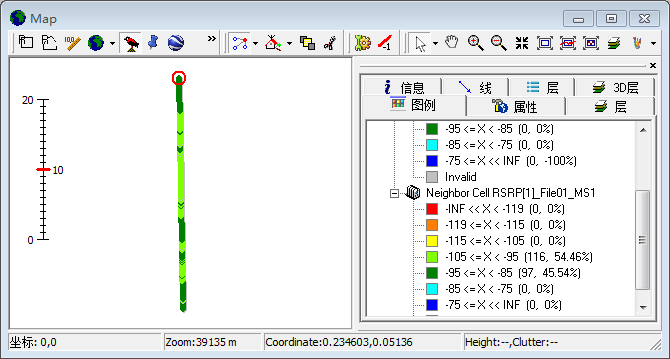 Map
10,0
-1
20
10
0
信息 线 层 3D层
图例 属性 层
-95 <= X < -85 (0, 0%)
-85 <= X < -75 (0, 0%)
-75 <= X << INF (0, -100%)
Invalid
Neighbor Cell RSRP[1]_File01_MS1
-INF << X < -119 (0, 0%)
-119 <= X < -115 (0, 0%)
-115 <= X < -105 (0, 0%)
-105 <= X < -95 (116, 54.46%)
-95 <= X < -85 (97, 45.54%)
-85 <= X < -75 (0, 0%)
-75 <= X << INF (0, 0%)
坐标: 0,0 Zoom:39135 m Coordinate:0.234603,0.05136 Height:--,Clutter:--